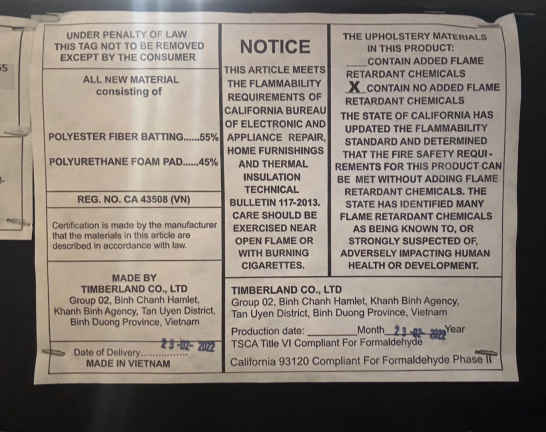 UNDER PENALTY OF LAW
THIS TAG NOT TO BE REMOVED
EXCEPT BY THE CONSUMER
ALL NEW MATERIAL
consisting of
POLYESTER FIBER BATTING......55%
POLYURETHANE FOAM PAD......45%
REG. NO. CA 43508 (VN)
Certification is made by the manufacturer
that the materials in this article are
described in accordance with law.
MADE BY
TIMBERLAND CO., LTD
Group 02, Binh Chanh Hamlet,
Khanh Binh Agency, Tan Uyen District,
Binh Duong Province, Vietnam
Date of Delivery............... 23-02-2022
MADE IN VIETNAM
NOTICE
THIS ARTICLE MEETS
THE FLAMMABILITY
REQUIREMENTS OF
CALIFORNIA BUREAU
OF ELECTRONIC AND
APPLIANCE REPAIR,
HOME FURNISHINGS
AND THERMAL
INSULATION
TECHNICAL
BULLETIN 117-2013.
CARE SHOULD BE
EXERCISED NEAR
OPEN FLAME OR
WITH BURNING
CIGARETTES.
THE UPHOLSTERY MATERIALS
IN THIS PRODUCT:
____CONTAIN ADDED FLAME
RETARDANT CHEMICALS
X_CONTAIN NO ADDED FLAME
RETARDANT CHEMICALS
THE STATE OF CALIFORNIA HAS
UPDATED THE FLAMMABILITY
STANDARD AND DETERMINED
THAT THE FIRE SAFETY REQUI-
REMENTS FOR THIS PRODUCT CAN
BE MET WITHOUT ADDING FLAME
RETARDANT CHEMICALS. THE
STATE HAS IDENTIFIED MANY
FLAME RETARDANT CHEMICALS
AS BEING KNOWN TO, OR
STRONGLY SUSPECTED OF,
ADVERSELY IMPACTING HUMAN
HEALTH OR DEVELOPMENT.
TIMBERLAND CO., LTD
Group 02, Binh Chanh Hamlet, Khanh Binh Agency,
Tan Uyen District, Binh Duong Province, Vietnam
Production date: ________Month 23-02-2022 Year
TSCA Title VI Compliant For Formaldehyde
California 93120 Compliant For Formaldehyde Phase II